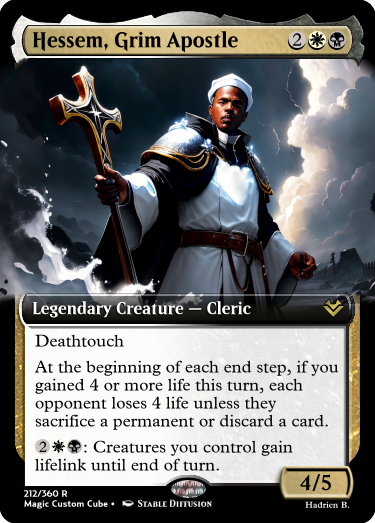 Hessem, Grim Apostle 2
Legendary Creature — Cleric
Deathtouch
At the beginning of each end step, if you
gained 4 or more life this turn, each
opponent loses 4 life unless they
sacrifice a permanent or discard a card.
2 : Creatures you control gain
lifelink until end of turn.
4/5
212/360 R
Magic Custom Cube • Stable Diffusion
Hadrien B.